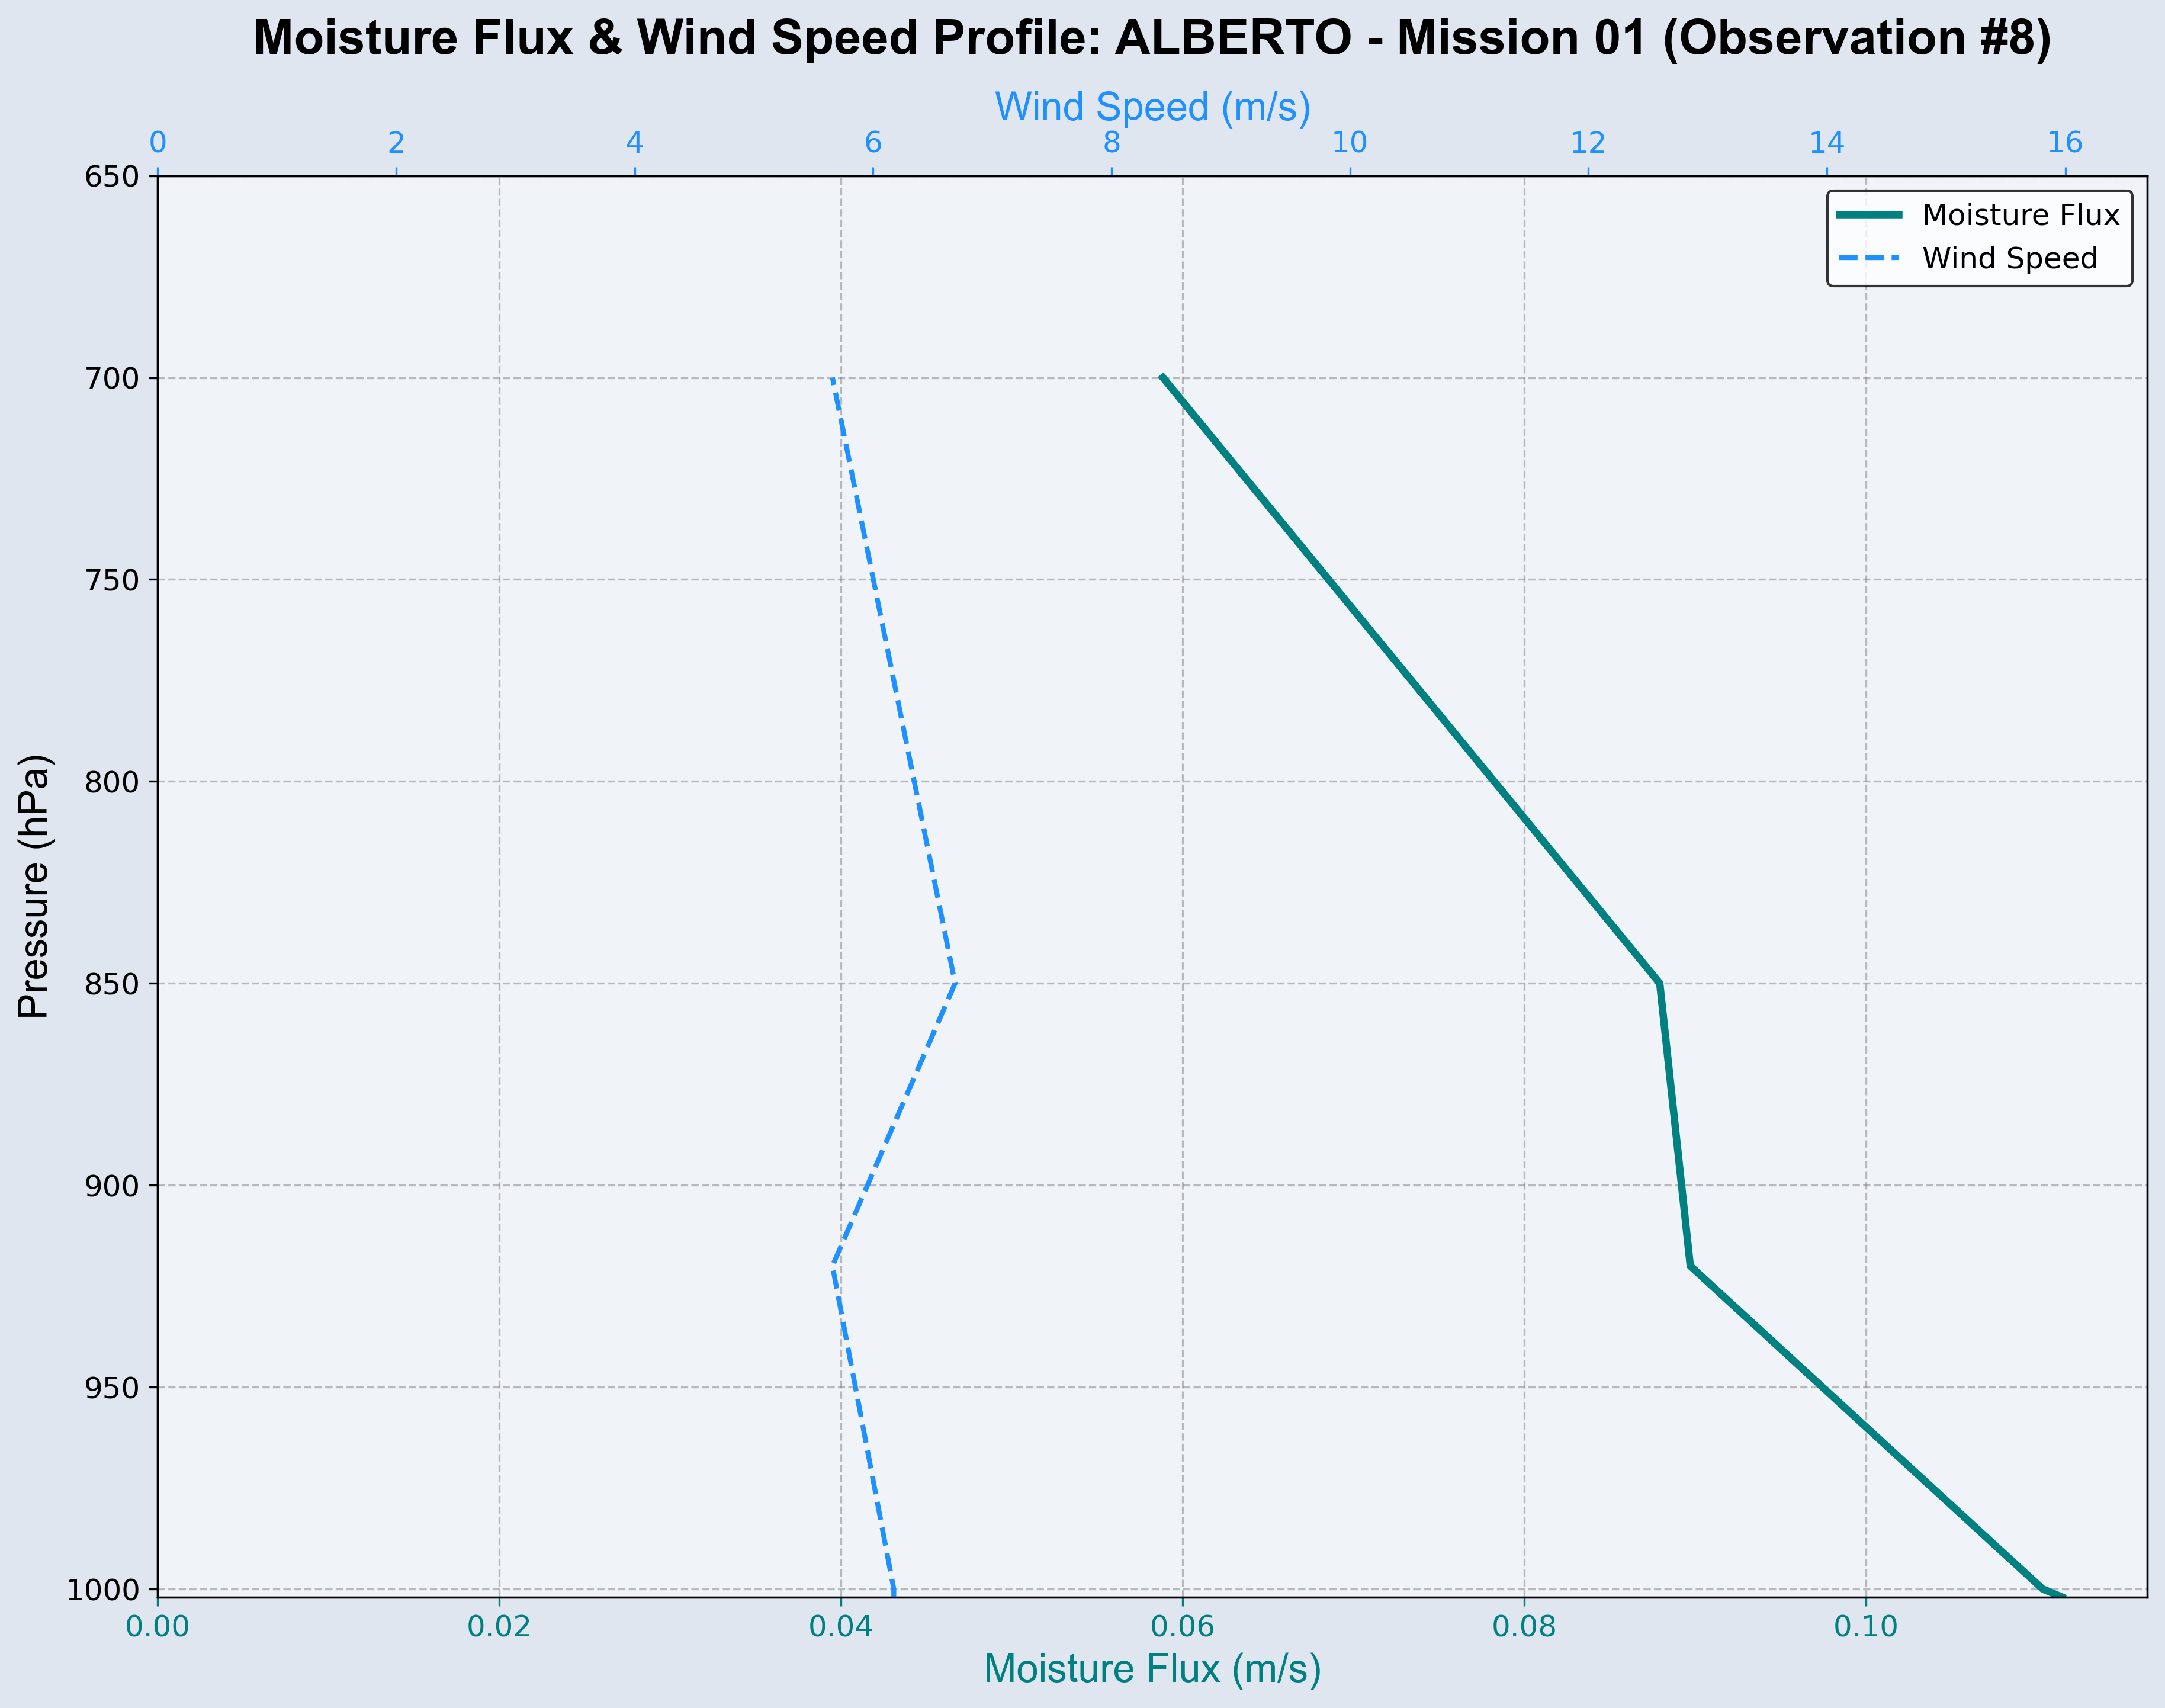 Moisture Flux & Wind Speed Profile: ALBERTO - Mission 01 (Observation #8)
Wind Speed (m/s)
0 2 4 6 8 10 12 14 16
650
Moisture Flux
Wind Speed
700
750
800
Pressure (hPa)
850
900
950
1000
0.00 0.02 0.04 0.06 0.08 0.10
Moisture Flux (m/s)